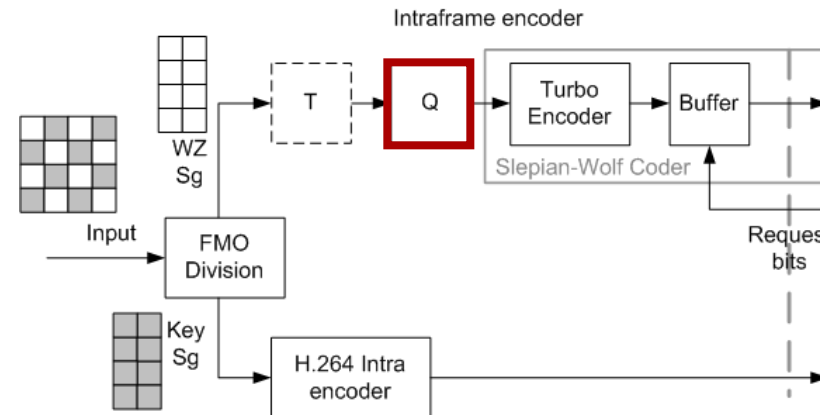 Intraframe encoder
WZ
Sg
T
Q
Turbo
Encoder
Buffer
Slepian-Wolf Coder
Input
FMO
Division
Reques
bits
Key
Sg
H.264 Intra
encoder